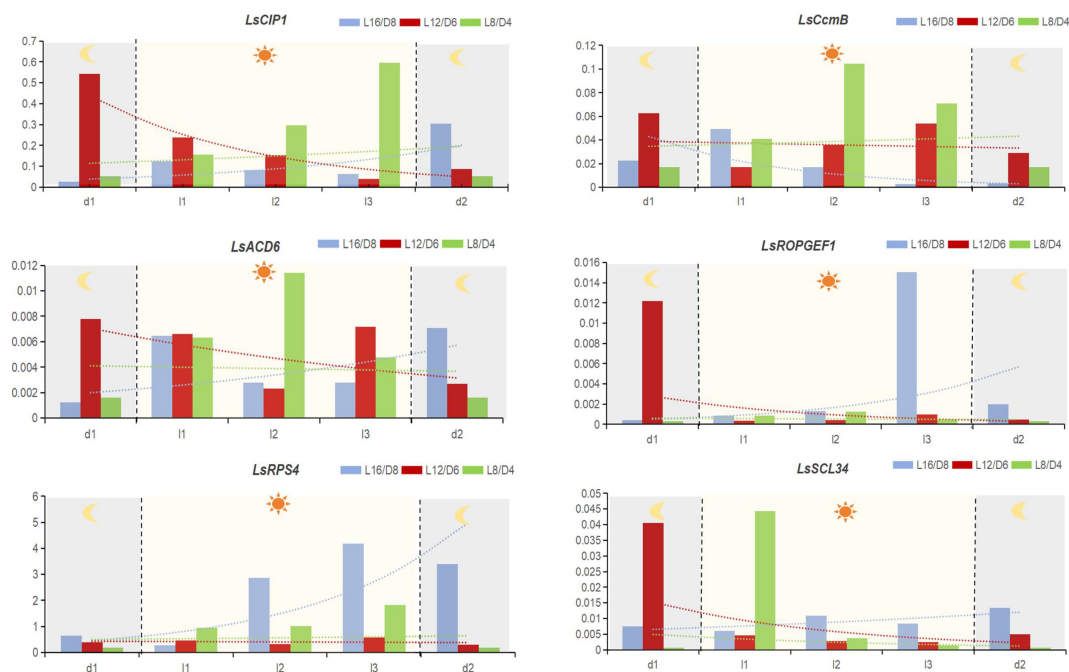 LsCIP1
L16/D8 L12/D6 L8/D4
0.7
0.6
0.5
0.4
0.3
0.2
0.1
0
d1 l1 l2 l3 d2
LsCcmB
L16/D8 L12/D6 L8/D4
0.12
0.1
0.08
0.06
0.04
0.02
0
d1 l1 l2 l3 d2
LsACD6
L16/D8 L12/D6 L8/D4
0.012
0.01
0.008
0.006
0.004
0.002
0
d1 l1 l2 l3 d2
LsROPGEF1
L16/D8 L12/D6 L8/D4
0.016
0.014
0.012
0.01
0.008
0.006
0.004
0.002
0
d1 l1 l2 l3 d2
LsRPS4
L16/D8 L12/D6 L8/D4
6
5
4
3
2
1
0
d1 l1 l2 l3 d2
LsSCL34
L16/D8 L12/D6 L8/D4
0.05
0.045
0.04
0.035
0.03
0.025
0.02
0.015
0.01
0.005
0
d1 l1 l2 l3 d2